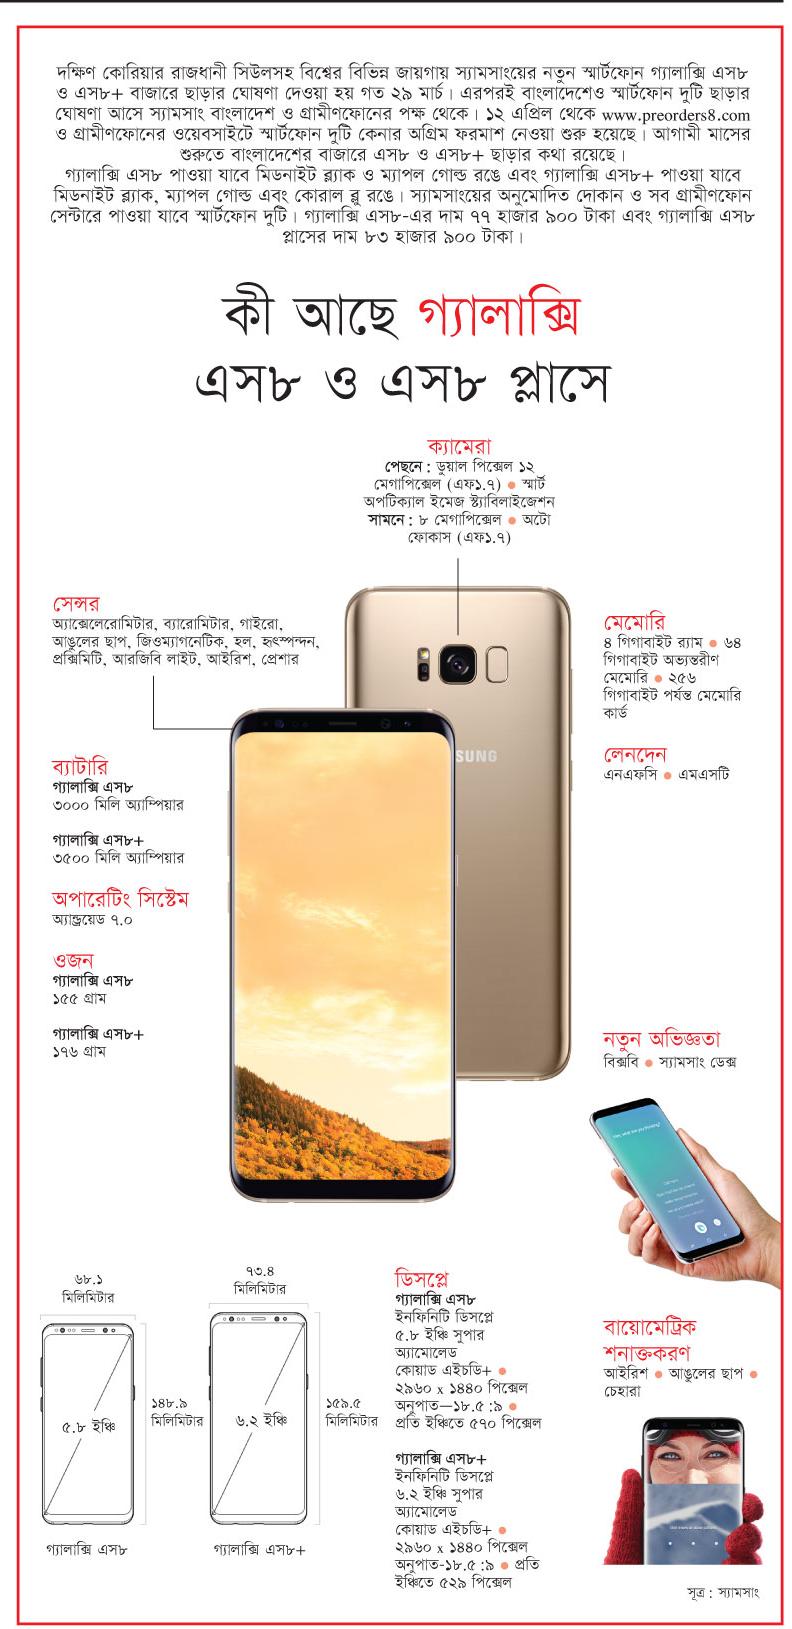 দক্ষিণ কোরিয়ার রাজধানী সিউলসহ বিশ্বের বিভিন্ন জায়গায় স্যামসাংয়ের নতুন স্মার্টফোন গ্যালাক্সি এস৮
ও এস৮+ বাজারে ছাড়ার ঘোষণা দেওয়া হয় গত ২৯ মার্চ। এরপরই বাংলাদেশেও স্মার্টফোন দুটি ছাড়ার
ঘোষণা আসে স্যামসাং বাংলাদেশ ও গ্রামীণফোনের পক্ষ থেকে। ১২ এপ্রিল থেকে www.preorders8.com
ও গ্রামীণফোনের ওয়েবসাইটে স্মার্টফোন দুটি কেনার অগ্রিম ফরমাশ নেওয়া শুরু হয়েছে। আগামী মাসের
শুরুতে বাংলাদেশের বাজারে এস৮ ও এস৮+ ছাড়ার কথা রয়েছে।
গ্যালাক্সি এস৮ পাওয়া যাবে মিডনাইট ব্ল্যাক ও ম্যাপল গোল্ড রঙে এবং গ্যালাক্সি এস৮+ পাওয়া যাবে
মিডনাইট ব্ল্যাক, ম্যাপল গোল্ড এবং কোরাল ব্লু রঙে। স্যামসাংয়ের অনুমোদিত দোকান ও সব গ্রামীণফোন
সেন্টারে পাওয়া যাবে স্মার্টফোন দুটি। গ্যালাক্সি এস৮-এর দাম ৭৭ হাজার ৯০০ টাকা এবং গ্যালাক্সি এস৮
প্লাসের দাম ৮৩ হাজার ৯০০ টাকা।
কী আছে গ্যালাক্সি
এস৮ ও এস৮ প্লাসে
ক্যামেরা
পেছনে : ডুয়াল পিক্সেল ১২
মেগাপিক্সেল (এফ১.৭) ● স্মার্ট
অপটিক্যাল ইমেজ স্ট্যাবিলাইজেশন
সামনে : ৮ মেগাপিক্সেল ● অটো
ফোকাস (এফ১.৭)
সেন্সর
অ্যাক্সেলেরোমিটার, ব্যারোমিটার, গাইরো,
আঙুলের ছাপ, জিওম্যাগনেটিক, হল, হৃৎস্পন্দন,
প্রক্সিমিটি, আরজিবি লাইট, আইরিশ, প্রেশার
মেমোরি
৪ গিগাবাইট র‍্যাম ● ৬৪
গিগাবাইট অভ্যন্তরীণ
মেমোরি ● ২৫৬
গিগাবাইট পর্যন্ত মেমোরি
কার্ড
লেনদেন
এনএফসি ● এমএসটি
SUNG
ব্যাটারি
গ্যালাক্সি এস৮
৩০০০ মিলি অ্যাম্পিয়ার
গ্যালাক্সি এস৮+
৩৫০০ মিলি অ্যাম্পিয়ার
অপারেটিং সিস্টেম
অ্যান্ড্রয়েড ৭.০
ওজন
গ্যালাক্সি এস৮
১৫৫ গ্রাম
গ্যালাক্সি এস৮+
১৭৬ গ্রাম
নতুন অভিজ্ঞতা
বিক্সবি ● স্যামসাং ডেক্স
৬৮.১
মিলিমিটার
১৪৮.৯
মিলিমিটার
৫.৮ ইঞ্চি
গ্যালাক্সি এস৮
৭৩.৪
মিলিমিটার
১৫৯.৫
মিলিমিটার
৬.২ ইঞ্চি
গ্যালাক্সি এস৮+
ডিসপ্লে
গ্যালাক্সি এস৮
ইনফিনিটি ডিসপ্লে
৫.৮ ইঞ্চি সুপার
অ্যামোলেড
কোয়াড এইচডি+ ●
২৯৬০ x ১৪৪০ পিক্সেল
অনুপাত—১৮.৫ :৯ ●
প্রতি ইঞ্চিতে ৫৭০ পিক্সেল
গ্যালাক্সি এস৮+
ইনফিনিটি ডিসপ্লে
৬.২ ইঞ্চি সুপার
অ্যামোলেড
কোয়াড এইচডি+ ●
২৯৬০ x ১৪৪০ পিক্সেল
অনুপাত-১৮.৫ :৯ ● প্রতি
ইঞ্চিতে ৫২৯ পিক্সেল
বায়োমেট্রিক
শনাক্তকরণ
আইরিশ ● আঙুলের ছাপ ●
চেহারা
সূত্র : স্যামসাং